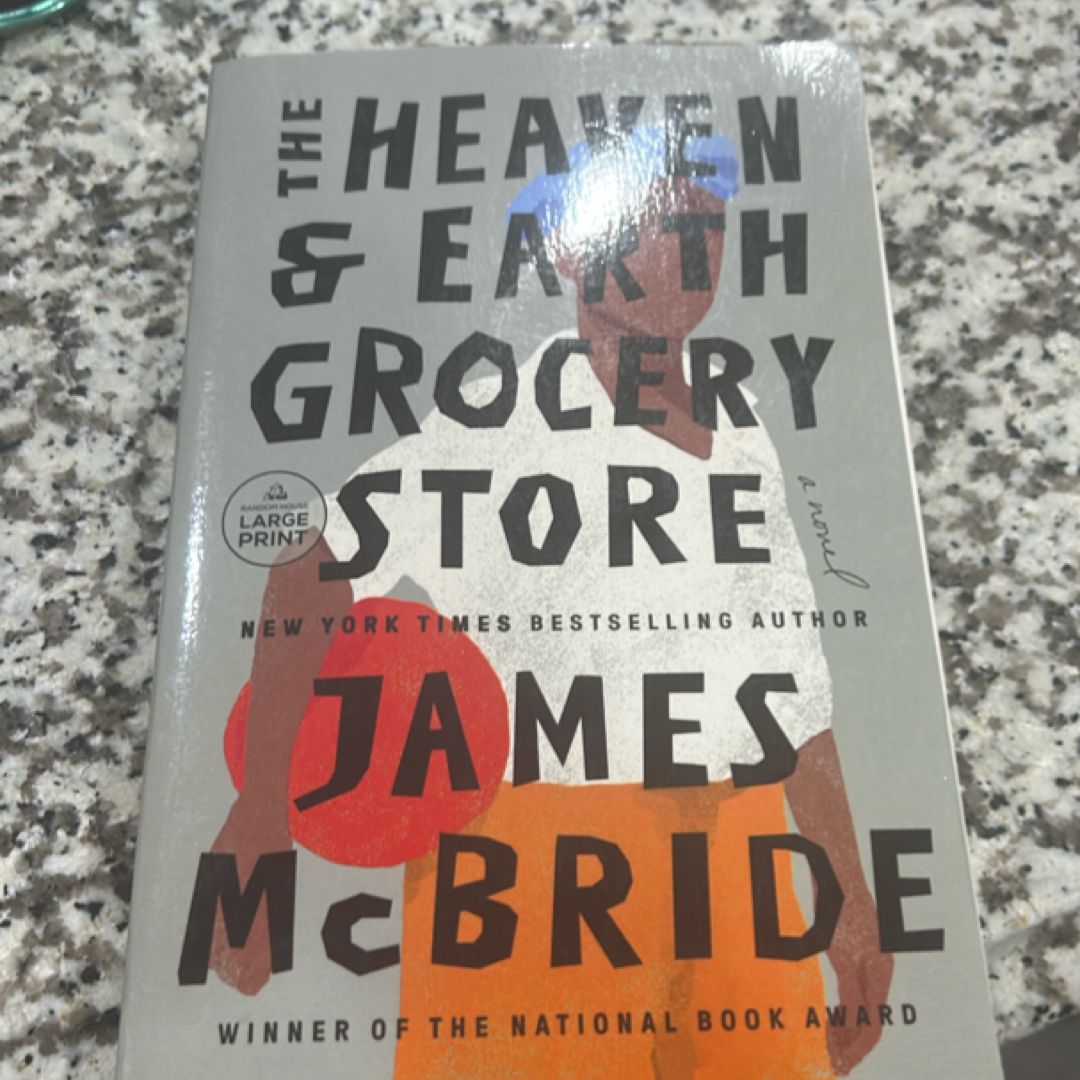 THE HEAVEN
& EARTH
GROCERY
STORE
a novel
RANDOM HOUSE
LARGE
PRINT
NEW YORK TIMES BESTSELLING AUTHOR
JAMES
McBRIDE
WINNER OF THE NATIONAL BOOK AWARD